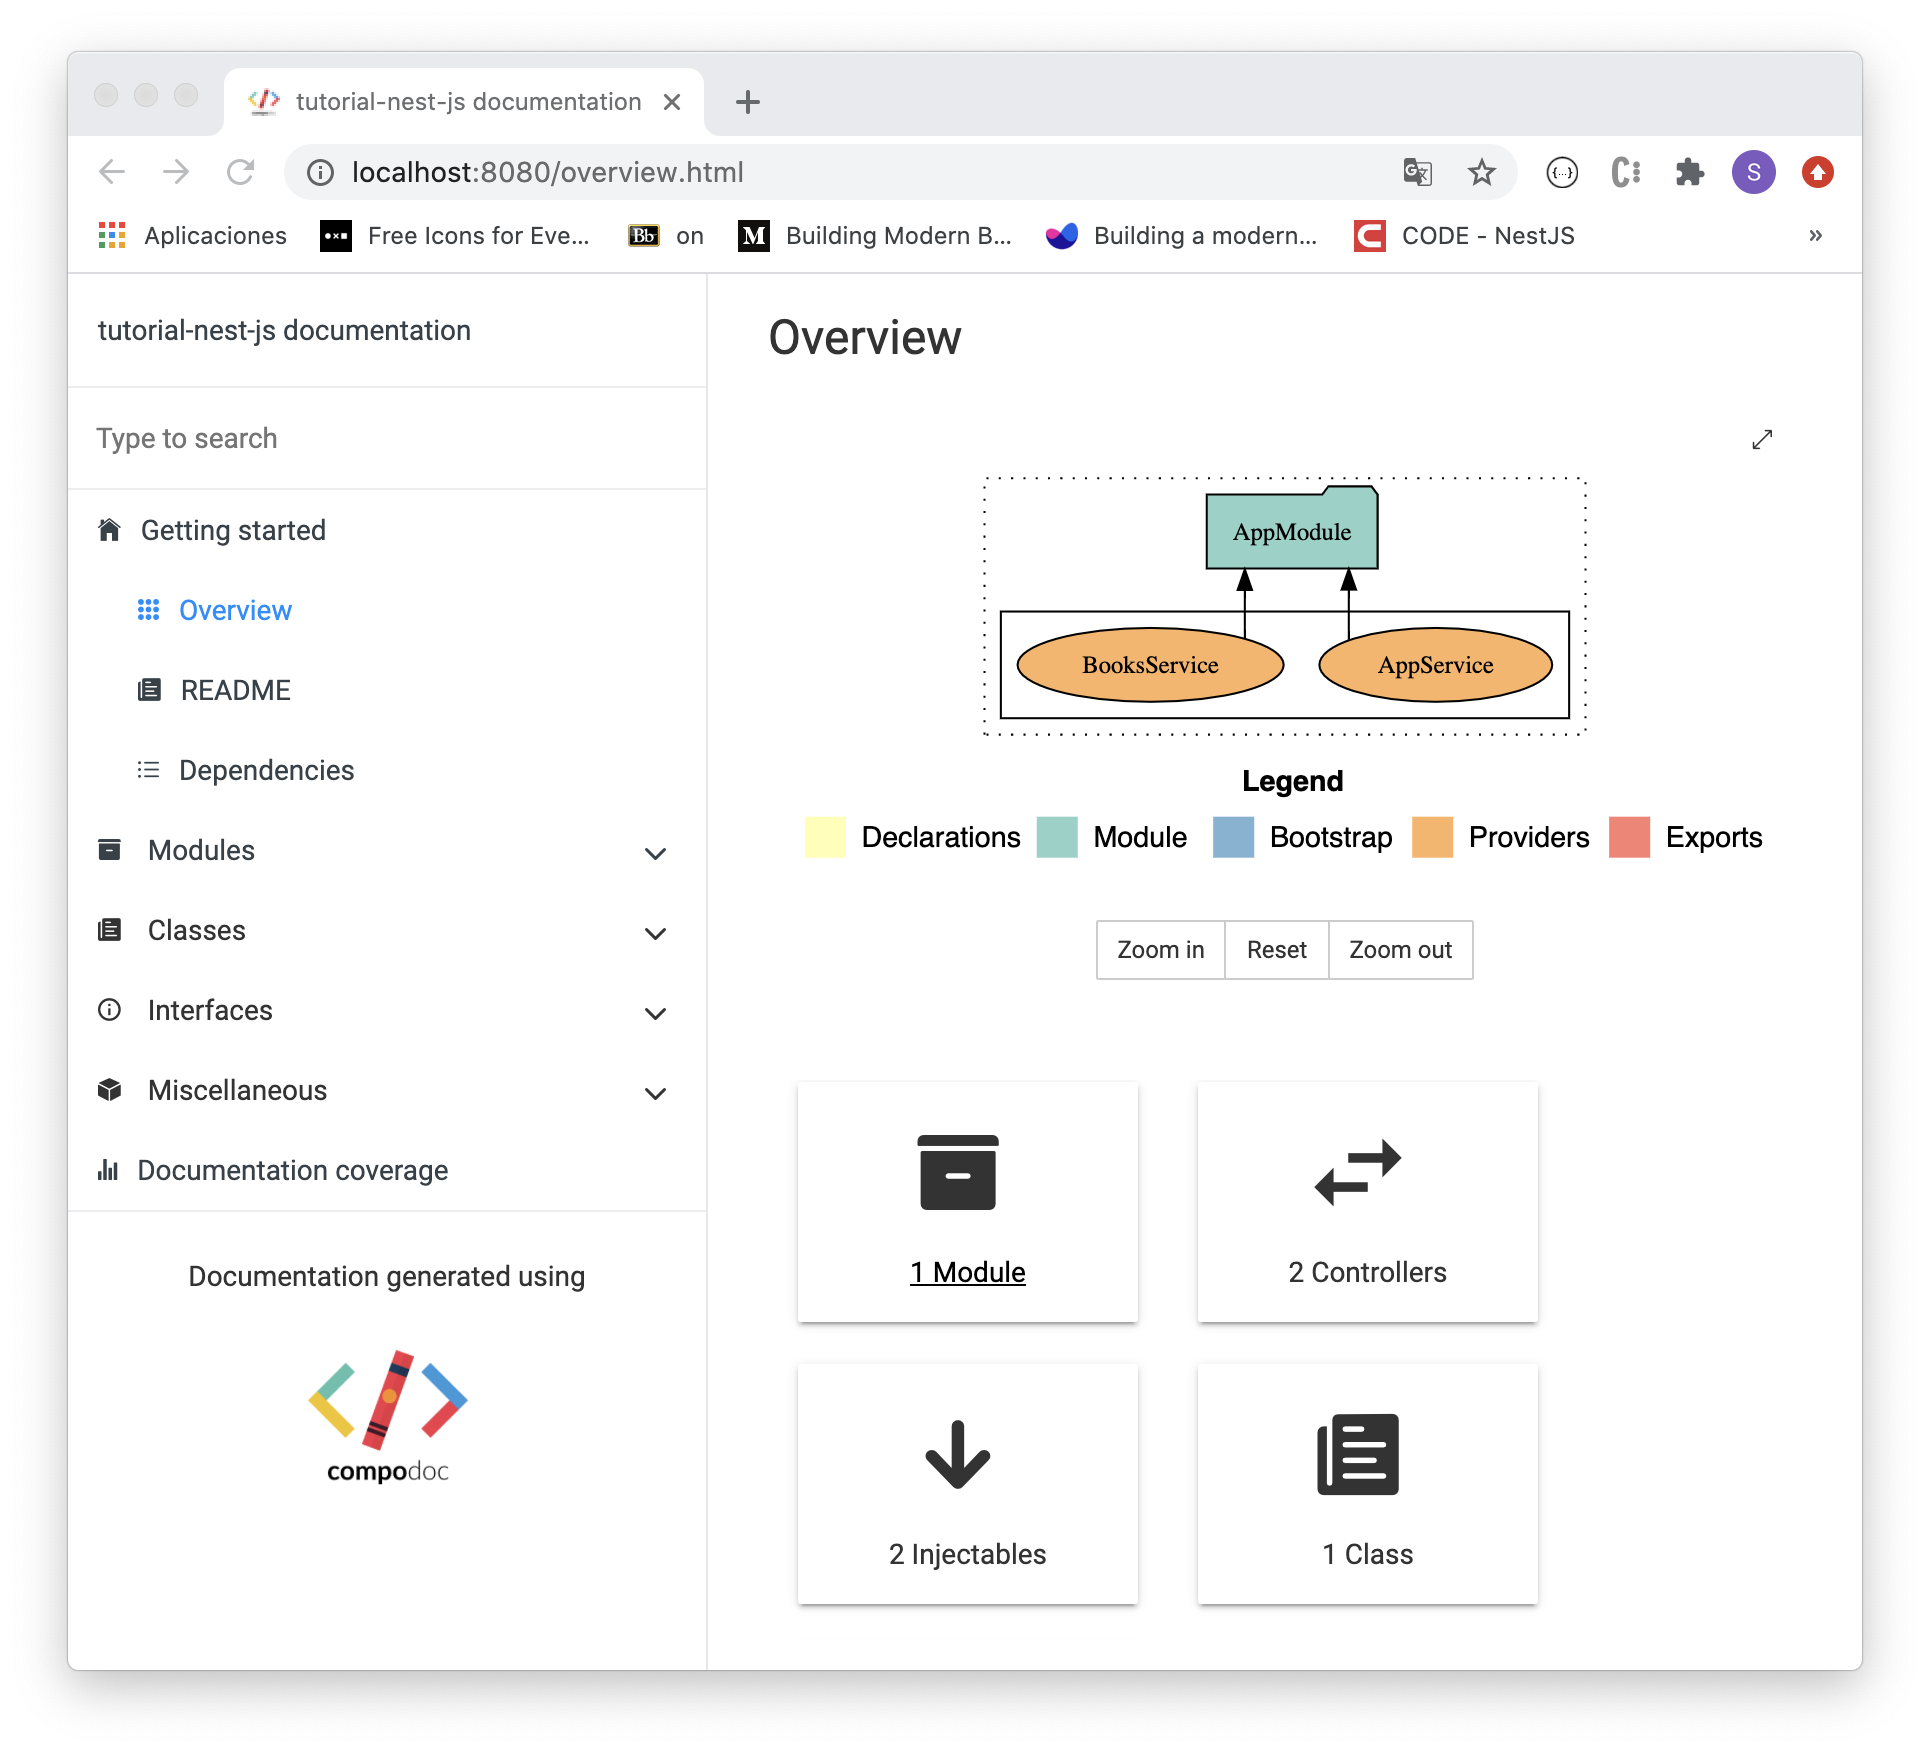 tutorial-nest-js documentation
localhost:8080/overview.html
S
Aplicaciones
Free Icons for Eve...
Bb on
M Building Modern B...
Building a modern...
CODE - NestJS
»
tutorial-nest-js documentation
Type to search
Getting started
Overview
README
Dependencies
Modules
Classes
Interfaces
Miscellaneous
Documentation coverage
Documentation generated using
compodoc
Overview
AppModule
BooksService
AppService
Legend
Declarations
Module
Bootstrap
Providers
Exports
Zoom in
Reset
Zoom out
1 Module
2 Controllers
2 Injectables
1 Class